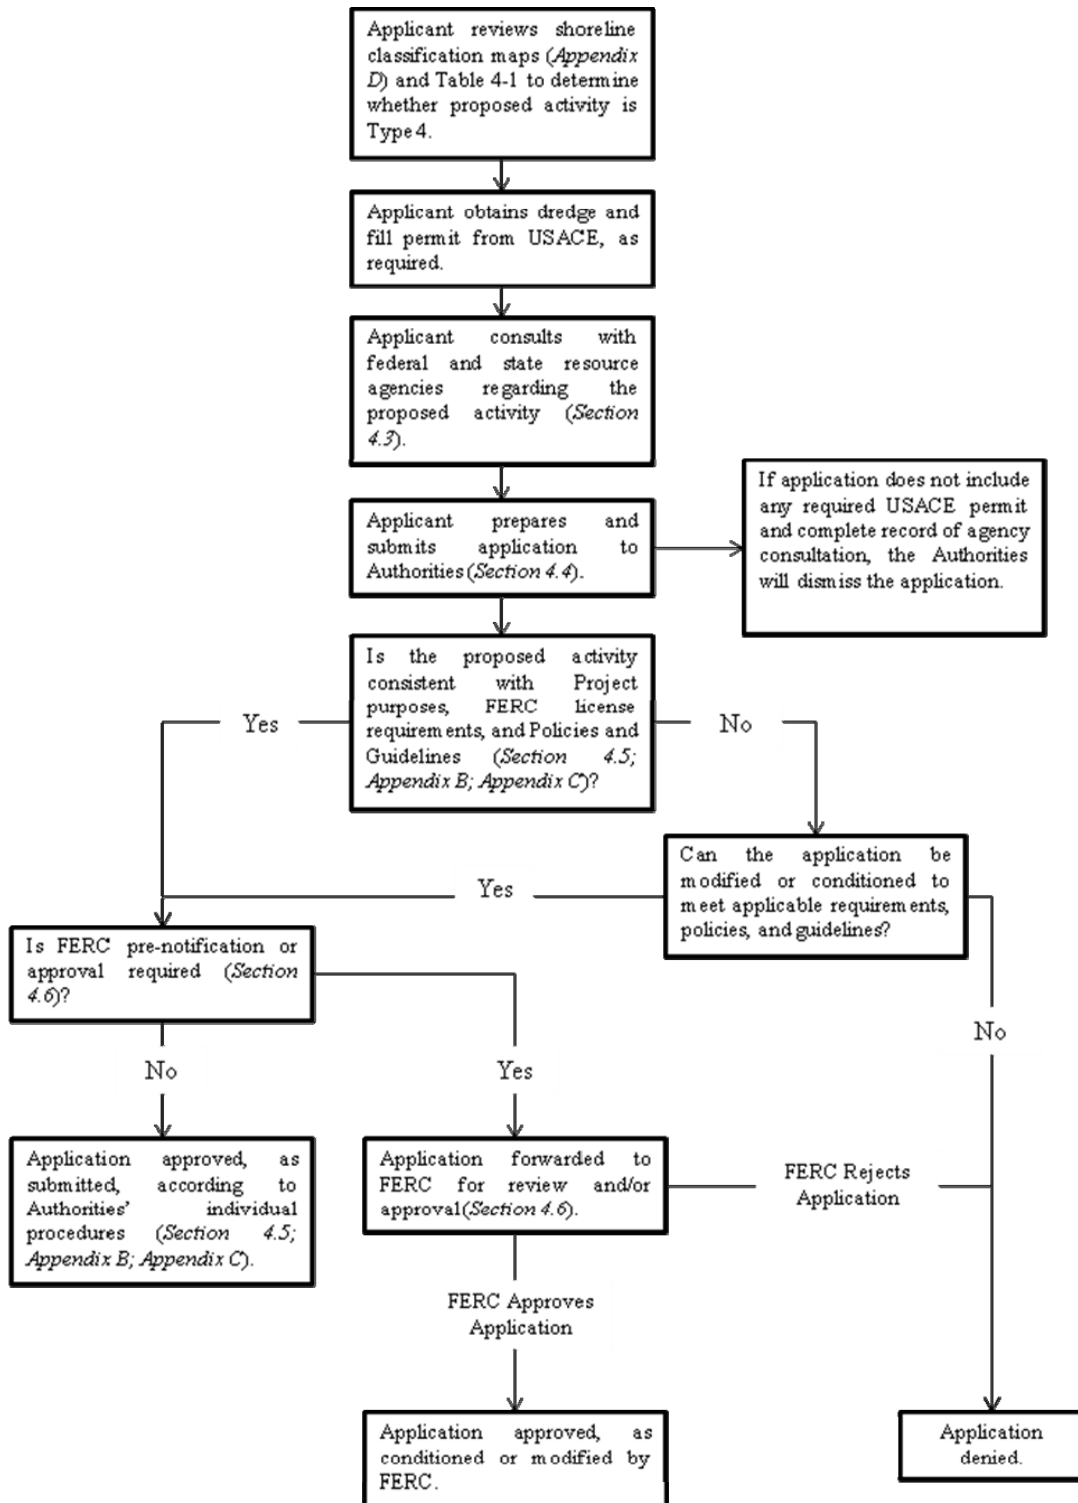 Applicant reviews shoreline
classification maps (Appendix
D) and Table 4-1 to determine
whether proposed activity is
Type 4.
Applicant obtains dredge and
fill permit from USACE, as
required.
Applicant consults with
federal and state resource
agencies regarding the
proposed activity (Section
4.3).
Applicant prepares and
submits application to
Authorities (Section 4.4).
If application does not include
any required USACE permit
and complete record of agency
consultation, the Authorities
will dismiss the application.
Is the proposed activity
consistent with Project
purposes, FERC license
requirements, and Policies and
Guidelines (Section 4.5;
Appendix B; Appendix C)?
Yes
No
Can the application be
modified or conditioned to
meet applicable requirements,
policies, and guidelines?
Yes
Is FERC pre-notification or
approval required (Section
4.6)?
No
No
Yes
Application approved, as
submitted, according to
Authorities' individual
procedures (Section 4.5;
Appendix B; Appendix C).
Application forwarded to
FERC for review and/or
approval (Section 4.6).
FERC Rejects
Application
FERC Approves
Application
Application approved, as
conditioned or modified by
FERC.
Application
denied.